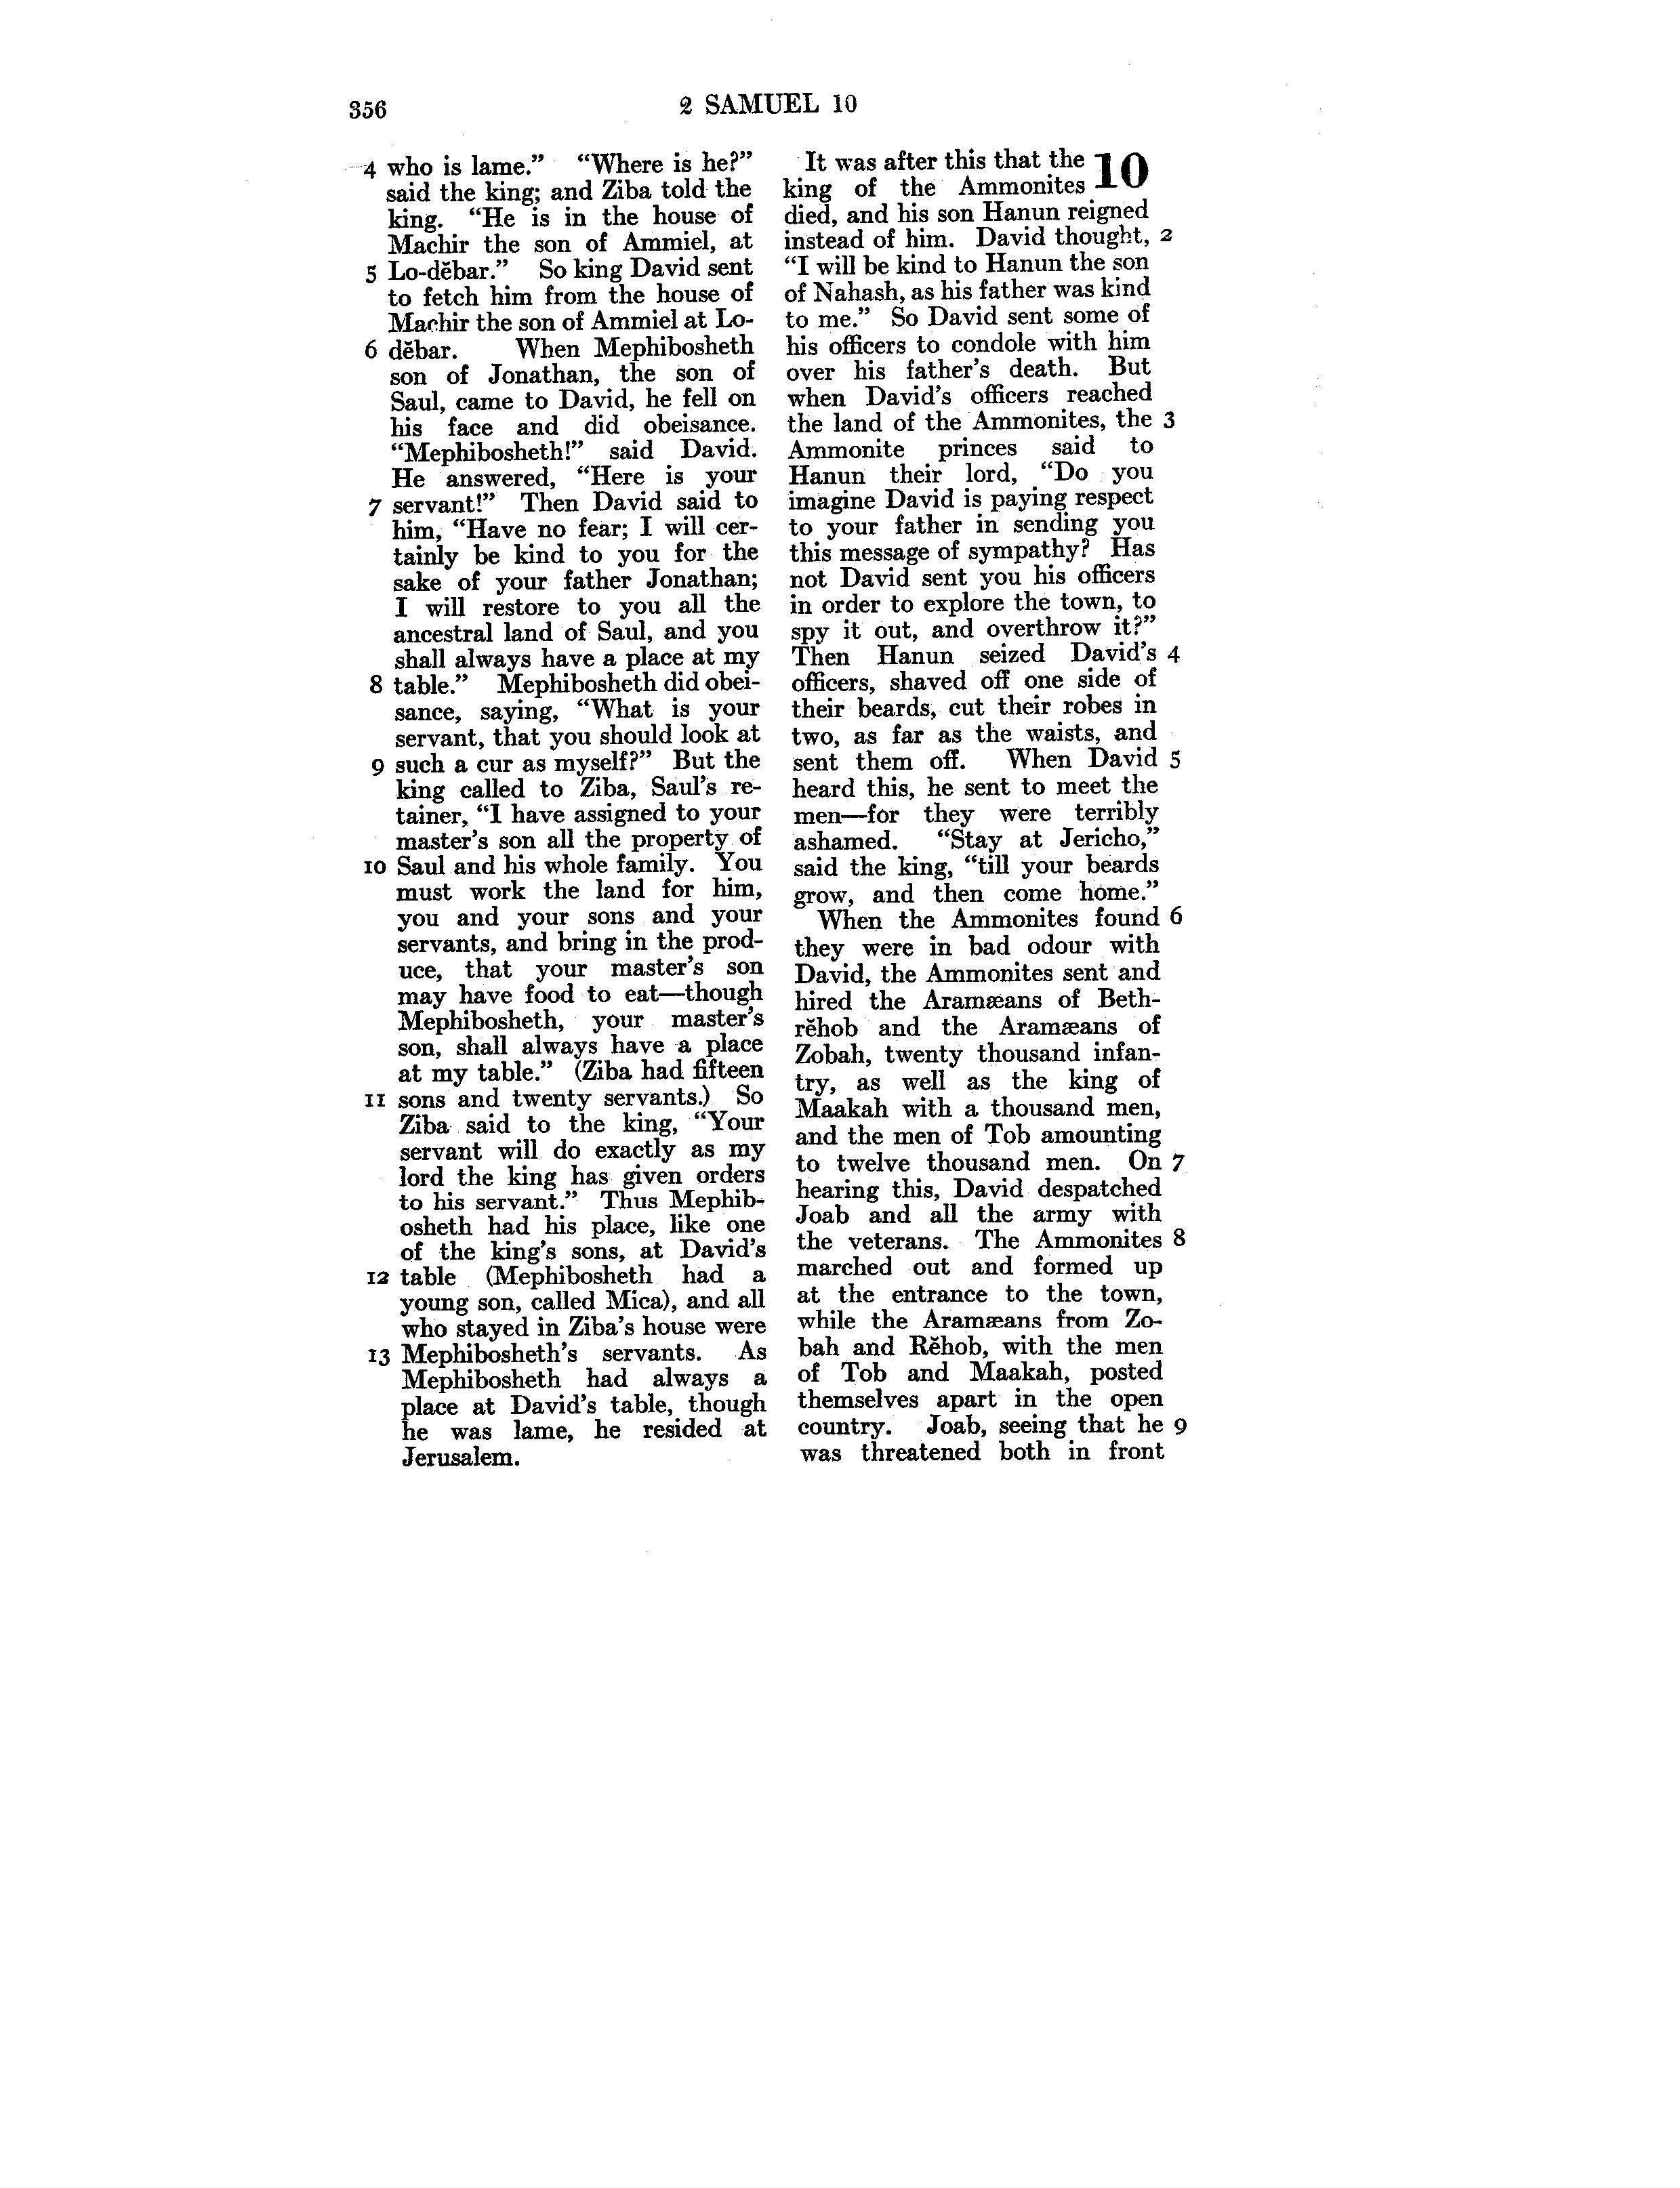 356
2 SAMUEL 10
4 who is lame.” “Where is he?”
said the king; and Ziba told the
king. “He is in the house of
Machir the son of Ammiel, at
5 Lo-dĕbar.” So king David sent
to fetch him from the house of
Machir the son of Ammiel at Lo-
6 dĕbar. When Mephibosheth
son of Jonathan, the son of
Saul, came to David, he fell on
his face and did obeisance.
“Mephibosheth!” said David.
He answered, “Here is your
7 servant!” Then David said to
him, “Have no fear; I will cer-
tainly be kind to you for the
sake of your father Jonathan;
I will restore to you all the
ancestral land of Saul, and you
shall always have a place at my
8 table.” Mephibosheth did obei-
sance, saying, “What is your
servant, that you should look at
9 such a cur as myself?” But the
king called to Ziba, Saul’s re-
tainer, “I have assigned to your
master’s son all the property of
10 Saul and his whole family. You
must work the land for him,
you and your sons and your
servants, and bring in the prod-
uce, that your master’s son
may have food to eat—though
Mephibosheth, your master’s
son, shall always have a place
at my table.” (Ziba had fifteen
11 sons and twenty servants.) So
Ziba said to the king, “Your
servant will do exactly as my
lord the king has given orders
to his servant.” Thus Mephib-
osheth had his place, like one
of the king’s sons, at David’s
12 table (Mephibosheth had a
young son, called Mica), and all
who stayed in Ziba’s house were
13 Mephibosheth’s servants. As
Mephibosheth had always a
place at David’s table, though
he was lame, he resided at
Jerusalem.
It was after this that the 10
king of the Ammonites
died, and his son Hanun reigned
instead of him. David thought, 2
“I will be kind to Hanun the son
of Nahash, as his father was kind
to me.” So David sent some of
his officers to condole with him
over his father’s death. But
when David’s officers reached
the land of the Ammonites, the 3
Ammonite princes said to
Hanun their lord, “Do you
imagine David is paying respect
to your father in sending you
this message of sympathy? Has
not David sent you his officers
in order to explore the town, to
spy it out, and overthrow it?”
Then Hanun seized David’s 4
officers, shaved off one side of
their beards, cut their robes in
two, as far as the waists, and
sent them off. When David 5
heard this, he sent to meet the
men—for they were terribly
ashamed. “Stay at Jericho,”
said the king, “till your beards
grow, and then come home.”
When the Ammonites found 6
they were in bad odour with
David, the Ammonites sent and
hired the Aramæans of Beth-
rĕhob and the Aramæans of
Zobah, twenty thousand infan-
try, as well as the king of
Maakah with a thousand men,
and the men of Tob amounting
to twelve thousand men. On 7
hearing this, David despatched
Joab and all the army with
the veterans. The Ammonites 8
marched out and formed up
at the entrance to the town,
while the Aramæans from Zo-
bah and Rĕhob, with the men
of Tob and Maakah, posted
themselves apart in the open
country. Joab, seeing that he 9
was threatened both in front